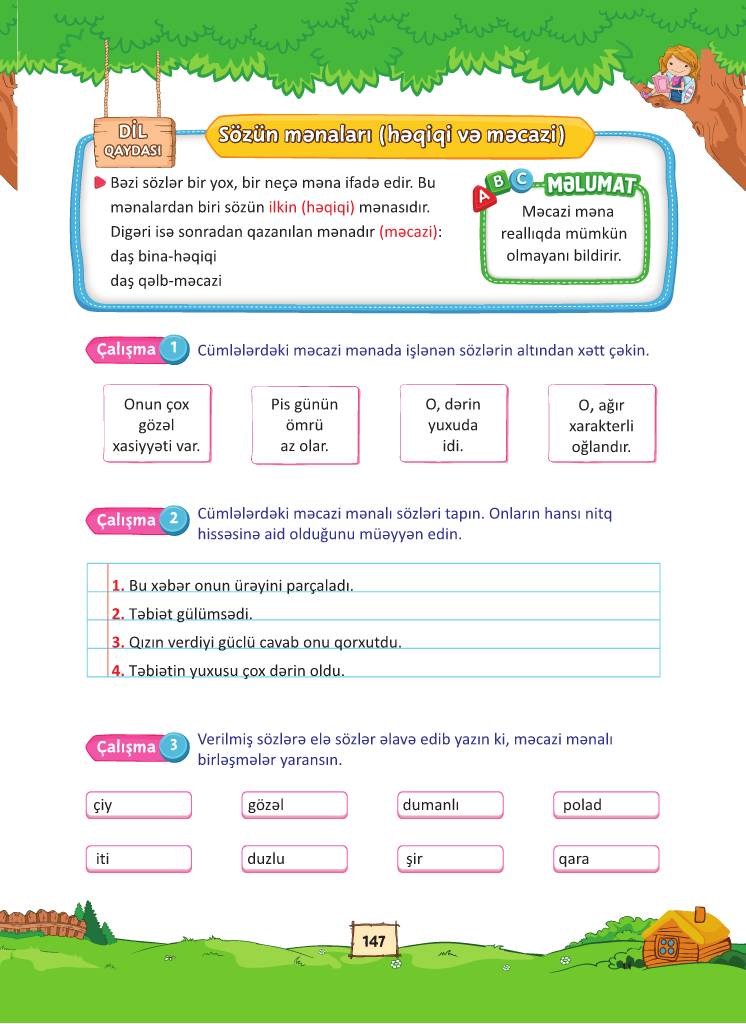 DİL
QAYDASI
Sözün mənaları (həqiqi və məcazi)
Bəzi sözlər bir yox, bir neçə məna ifadə edir. Bu
mənalardan biri sözün ilkin (həqiqi) mənasıdır.
Digəri isə sonradan qazanılan mənadır (məcazi):
daş bina-həqiqi
daş qəlb-məcazi
A B C MƏLUMAT
Məcazi məna
reallıqda mümkün
olmayanı bildirir.
Çalışma 1 Cümlələrdəki məcazi mənada işlənən sözlərin altından xətt çəkin.
Onun çox
gözəl
xasiyyəti var.
Pis günün
ömrü
az olar.
O, dərin
yuxuda
idi.
O, ağır
xarakterli
oğlandır.
Çalışma 2 Cümlələrdəki məcazi mənalı sözləri tapın. Onların hansı nitq
hissəsinə aid olduğunu müəyyən edin.
1. Bu xəbər onun ürəyini parçaladı.
2. Təbiət gülümsədi.
3. Qızın verdiyi güclü cavab onu qorxutdu.
4. Təbiətin yuxusu çox dərin oldu.
Çalışma 3 Verilmiş sözlərə elə sözlər əlavə edib yazın ki, məcazi mənalı
birləşmələr yaransın.
çiy gözəl dumanlı polad
iti duzlu şir qara
147